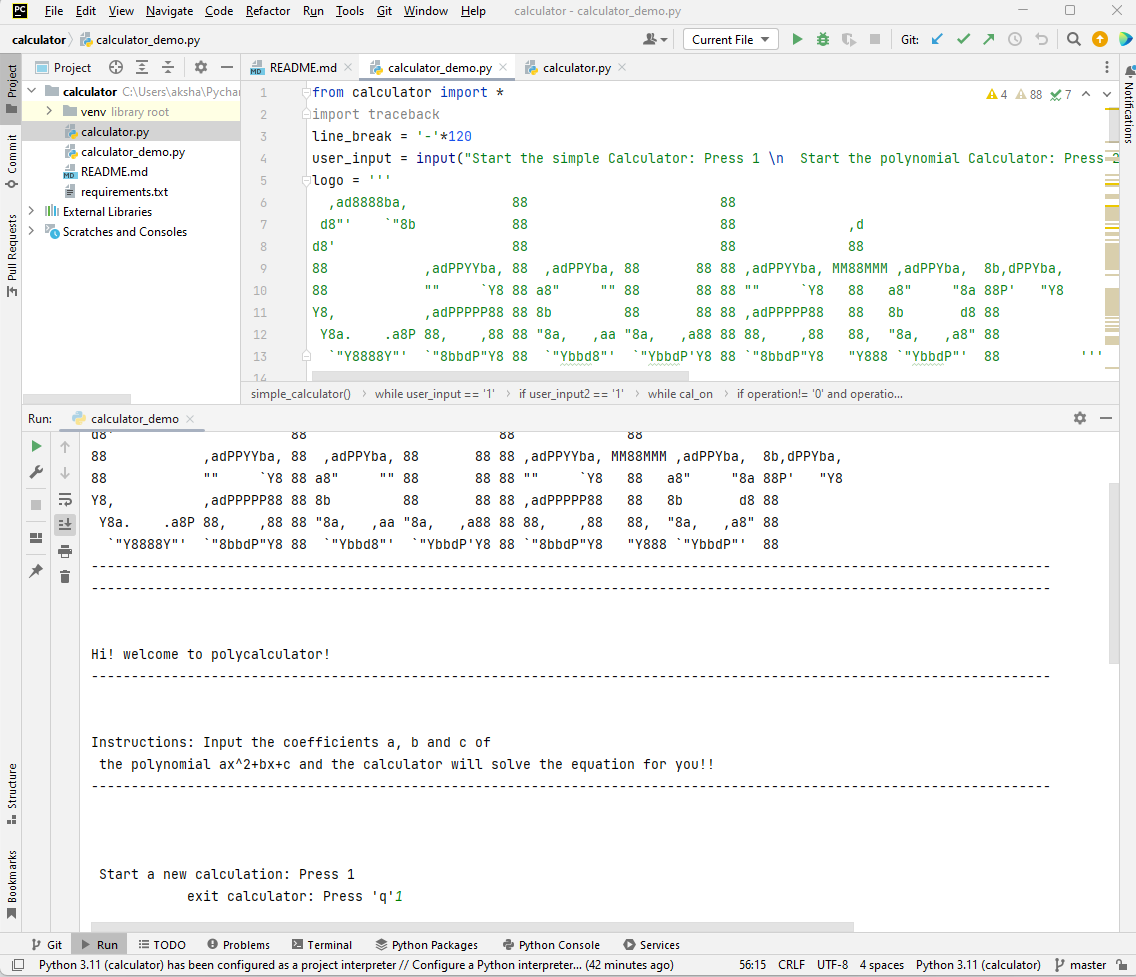 PC File Edit View Navigate Code Refactor Run Tools Git Window Help calculator - calculator_demo.py
calculator calculator_demo.py Current File Git:
Project README.md calculator_demo.py calculator.py
calculator C:\Users\aksha\Pychar
venv library root
calculator.py
calculator_demo.py
README.md
requirements.txt
External Libraries
Scratches and Consoles
Project
Commit
Pull Requests
Notifications
4 88 7
1 from calculator import *
2 import traceback
3 line_break = '-'*120
4 user_input = input("Start the simple Calculator: Press 1 \n  Start the polynomial Calculator: Press 2
5 logo = '''
6   ,ad8888ba,             88                        88
7  d8"'    `"8b            88                        88              ,d
8 d8'                      88                        88              88
9 88            ,adPPYYba, 88  ,adPPYba, 88       88 88 ,adPPYYba, MM88MMM ,adPPYba,  8b,dPPYba,
10 88            ""     `Y8 88 a8"     "" 88       88 88 ""     `Y8   88   a8"     "8a 88P'   "Y8
11 Y8,           ,adPPPPP88 88 8b         88       88 88 ,adPPPPP88   88   8b       d8 88
12  Y8a.    .a8P 88,    ,88 88 "8a,   ,aa "8a,   ,a88 88 88,    ,88   88,  "8a,   ,a8" 88
13   `"Y8888Y"'  `"8bbdP"Y8 88  `"Ybbd8"'  `"YbbdP'Y8 88 `"8bbdP"Y8   "Y888 `"YbbdP"'  88          '''
14
simple_calculator() while user_input == '1' if user_input2 == '1' while cal_on if operation!= '0' and operatio...
Run: calculator_demo
d8'                      88                        88              88
88            ,adPPYYba, 88  ,adPPYba, 88       88 88 ,adPPYYba, MM88MMM ,adPPYba,  8b,dPPYba,
88            ""     `Y8 88 a8"     "" 88       88 88 ""     `Y8   88   a8"     "8a 88P'   "Y8
Y8,           ,adPPPPP88 88 8b         88       88 88 ,adPPPPP88   88   8b       d8 88
 Y8a.    .a8P 88,    ,88 88 "8a,   ,aa "8a,   ,a88 88 88,    ,88   88,  "8a,   ,a8" 88
  `"Y8888Y"'  `"8bbdP"Y8 88  `"Ybbd8"'  `"YbbdP'Y8 88 `"8bbdP"Y8   "Y888 `"YbbdP"'  88
------------------------------------------------------------------------------------------------------------------------
------------------------------------------------------------------------------------------------------------------------
Hi! welcome to polycalculator!
------------------------------------------------------------------------------------------------------------------------
Instructions: Input the coefficients a, b and c of
 the polynomial ax^2+bx+c and the calculator will solve the equation for you!!
------------------------------------------------------------------------------------------------------------------------
 Start a new calculation: Press 1
            exit calculator: Press 'q'1
Structure
Bookmarks
Git Run TODO Problems Terminal Python Packages Python Console Services
Python 3.11 (calculator) has been configured as a project interpreter // Configure a Python interpreter... (42 minutes ago) 56:15 CRLF UTF-8 4 spaces Python 3.11 (calculator) master